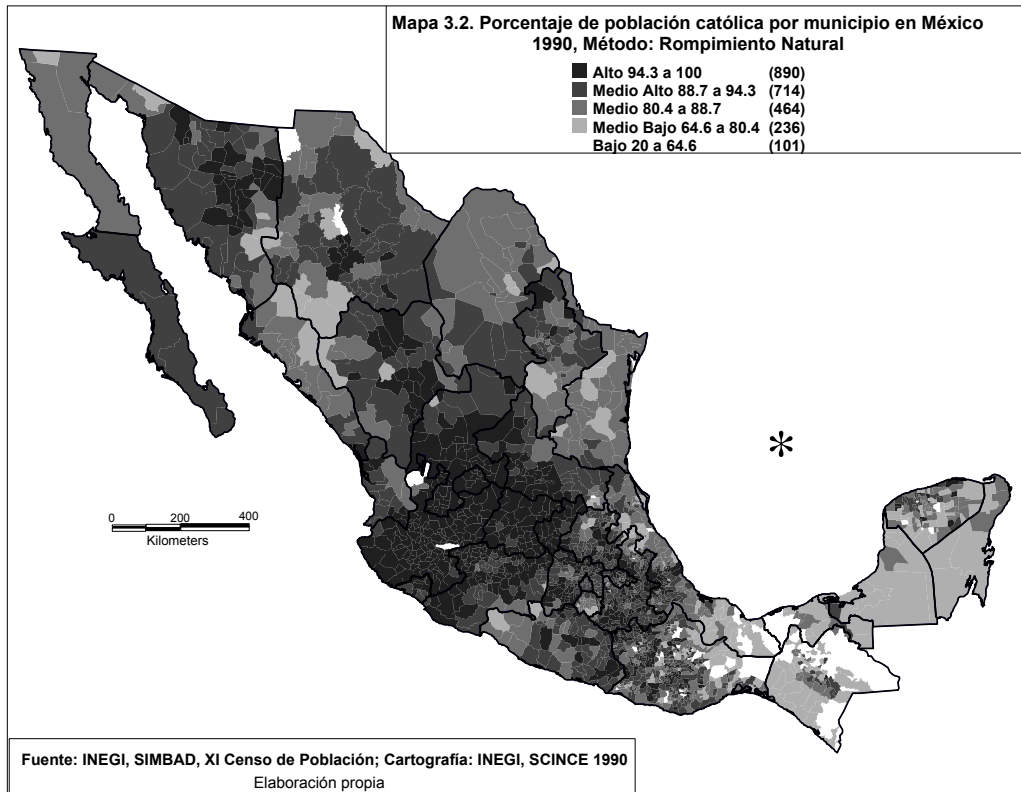 Mapa 3.2. Porcentaje de población católica por municipio en México
1990, Método: Rompimiento Natural
Alto 94.3 a 100 (890)
Medio Alto 88.7 a 94.3 (714)
Medio 80.4 a 88.7 (464)
Medio Bajo 64.6 a 80.4 (236)
Bajo 20 a 64.6 (101)
*
0 200 400
Kilometers
Fuente: INEGI, SIMBAD, XI Censo de Población; Cartografía: INEGI, SCINCE 1990
Elaboración propia